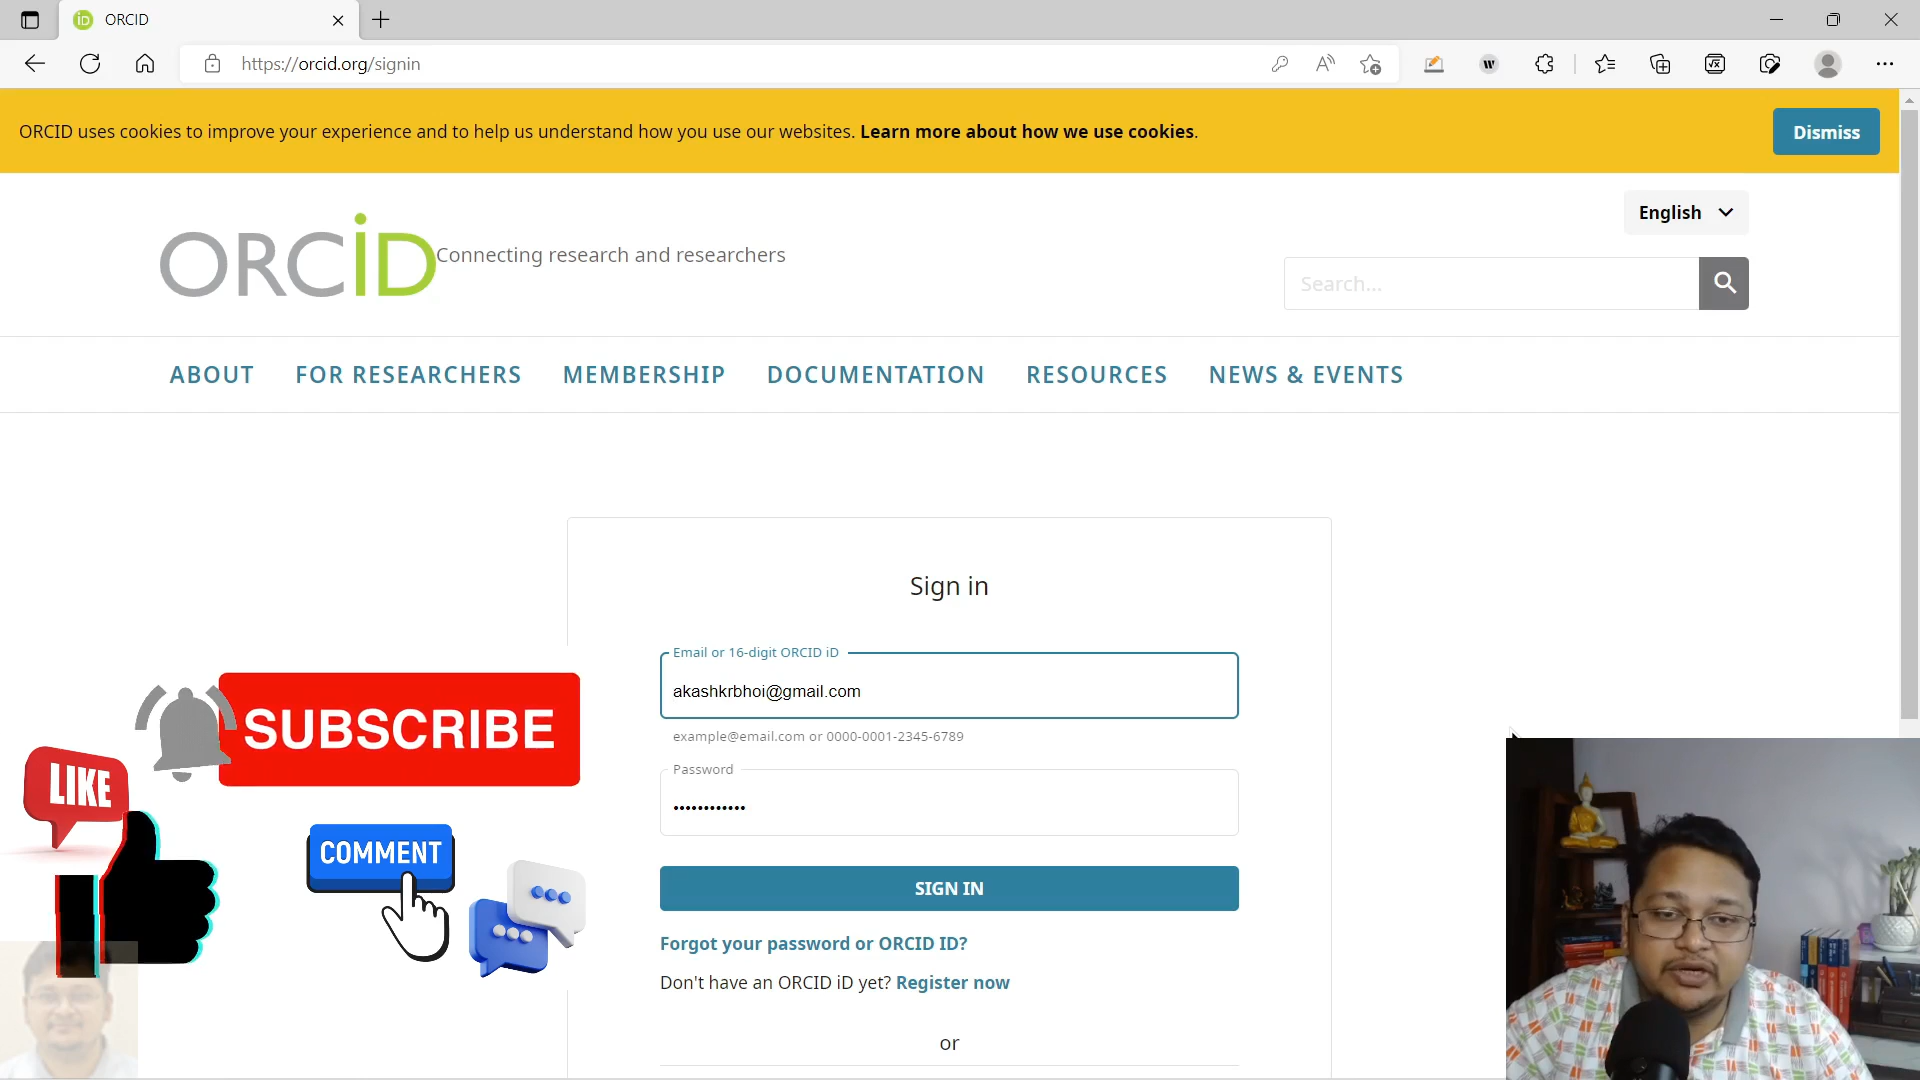 ORCID
https://orcid.org/signin
W
ORCID uses cookies to improve your experience and to help us understand how you use our websites. Learn more about how we use cookies.
Dismiss
English
ORCID
Connecting research and researchers
Search...
ABOUT
FOR RESEARCHERS
MEMBERSHIP
DOCUMENTATION
RESOURCES
NEWS & EVENTS
Sign in
Email or 16-digit ORCID iD
akashkrbhoi@gmail.com
example@email.com or 0000-0001-2345-6789
Password
••••••••••••
SIGN IN
Forgot your password or ORCID ID?
Don't have an ORCID iD yet? Register now
or
SUBSCRIBE
LIKE
COMMENT